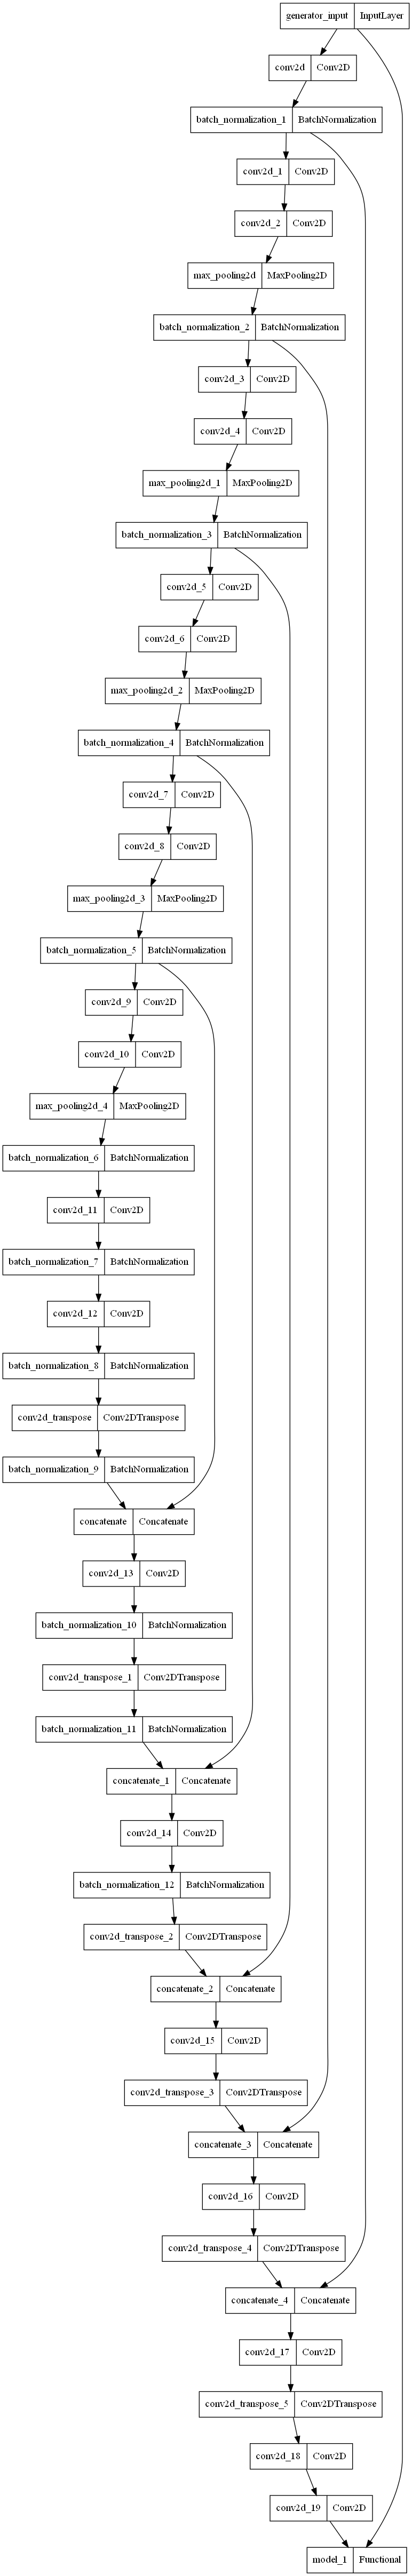 generator_input InputLayer
conv2d Conv2D
batch_normalization_1 BatchNormalization
conv2d_1 Conv2D
conv2d_2 Conv2D
max_pooling2d MaxPooling2D
batch_normalization_2 BatchNormalization
conv2d_3 Conv2D
conv2d_4 Conv2D
max_pooling2d_1 MaxPooling2D
batch_normalization_3 BatchNormalization
conv2d_5 Conv2D
conv2d_6 Conv2D
max_pooling2d_2 MaxPooling2D
batch_normalization_4 BatchNormalization
conv2d_7 Conv2D
conv2d_8 Conv2D
max_pooling2d_3 MaxPooling2D
batch_normalization_5 BatchNormalization
conv2d_9 Conv2D
conv2d_10 Conv2D
max_pooling2d_4 MaxPooling2D
batch_normalization_6 BatchNormalization
conv2d_11 Conv2D
batch_normalization_7 BatchNormalization
conv2d_12 Conv2D
batch_normalization_8 BatchNormalization
conv2d_transpose Conv2DTranspose
batch_normalization_9 BatchNormalization
concatenate Concatenate
conv2d_13 Conv2D
batch_normalization_10 BatchNormalization
conv2d_transpose_1 Conv2DTranspose
batch_normalization_11 BatchNormalization
concatenate_1 Concatenate
conv2d_14 Conv2D
batch_normalization_12 BatchNormalization
conv2d_transpose_2 Conv2DTranspose
concatenate_2 Concatenate
conv2d_15 Conv2D
conv2d_transpose_3 Conv2DTranspose
concatenate_3 Concatenate
conv2d_16 Conv2D
conv2d_transpose_4 Conv2DTranspose
concatenate_4 Concatenate
conv2d_17 Conv2D
conv2d_transpose_5 Conv2DTranspose
conv2d_18 Conv2D
conv2d_19 Conv2D
model_1 Functional